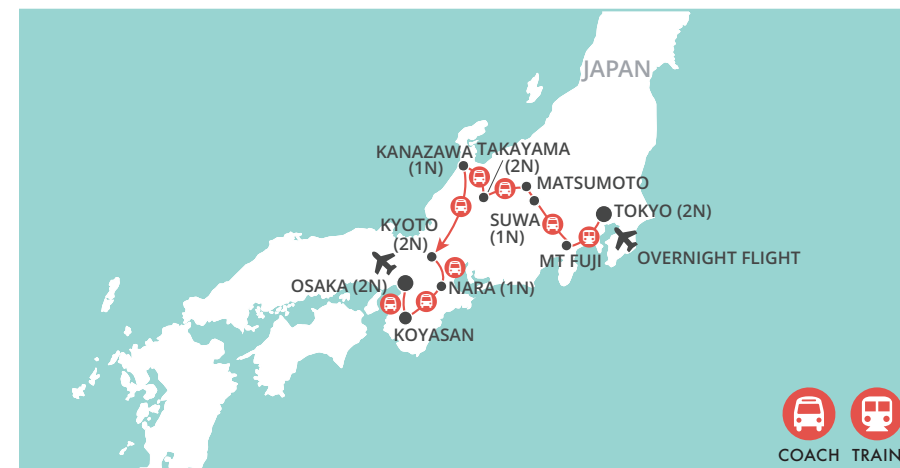 JAPAN
KANAZAWA
(1N)
TAKAYAMA
(2N)
MATSUMOTO
SUWA
(1N)
TOKYO (2N)
MT FUJI
OVERNIGHT FLIGHT
KYOTO
(2N)
OSAKA (2N)
NARA (1N)
KOYASAN
COACH
TRAIN